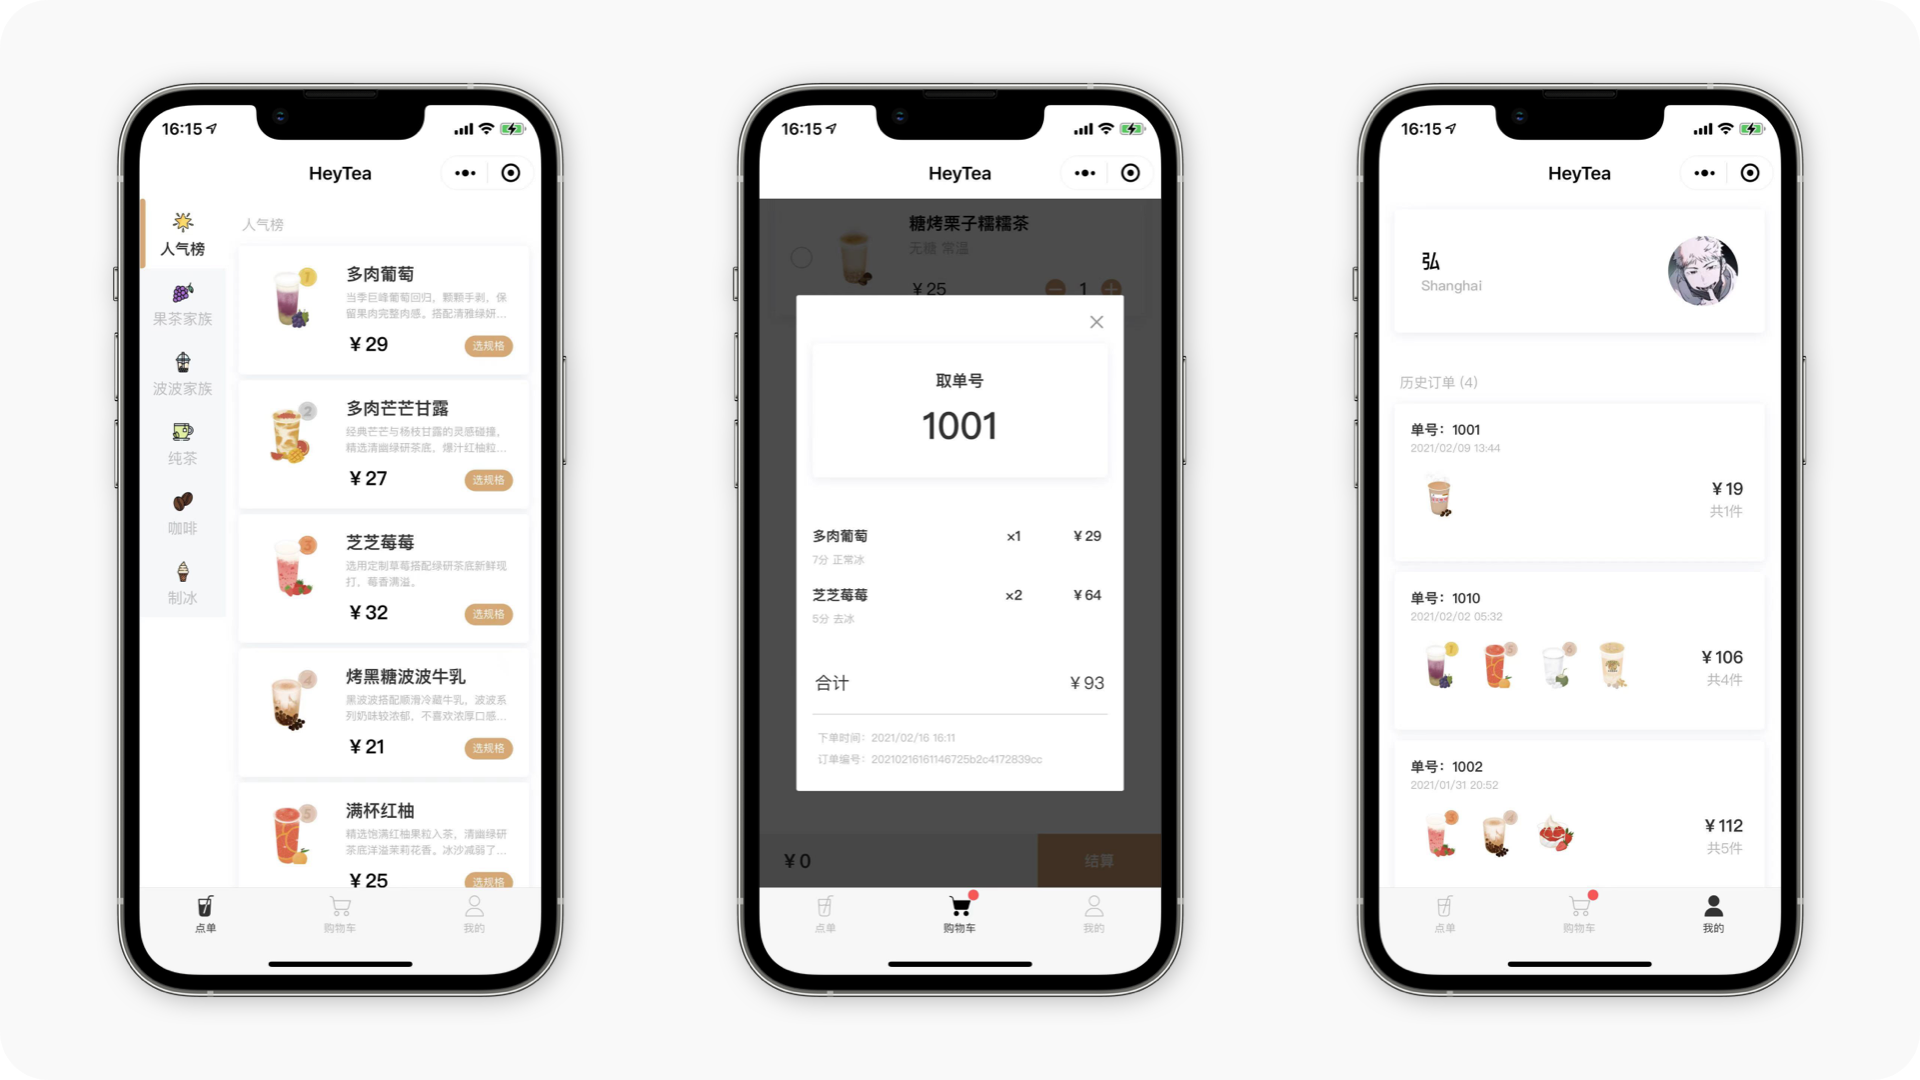 16:15
HeyTea
人气榜
果茶家族
波波家族
纯茶
咖啡
制冰
人气榜
1
多肉葡萄
当季巨峰葡萄回归，颗颗手剥，保
留果肉完整肉感。搭配清雅绿妍...
¥ 29
选规格
2
多肉芒芒甘露
经典芒芒与杨枝甘露的灵感碰撞，
精选清幽绿研茶底，爆汁红柚粒...
¥ 27
选规格
3
芝芝莓莓
选用定制草莓搭配绿研茶底新鲜现
打，莓香满溢。
¥ 32
选规格
4
烤黑糖波波牛乳
黑波波搭配顺滑冷藏牛乳，波波系
列奶味较浓郁，不喜欢浓厚口感...
¥ 21
选规格
5
满杯红柚
精选饱满红柚果粒入茶，清幽绿研
茶底洋溢茉莉花香。冰沙减弱了...
¥ 25
选规格
点单
购物车
我的
16:15
HeyTea
糖烤栗子糯糯茶
无糖 常温
¥ 25
1
取单号
1001
多肉葡萄 ×1 ¥ 29
7分 正常冰
芝芝莓莓 ×2 ¥ 64
5分 去冰
合计 ¥ 93
下单时间：2021/02/16 16:11
订单编号：20210216161146725b2c4172839cc
¥ 0
结算
点单
购物车
我的
16:15
HeyTea
弘
Shanghai
历史订单 (4)
单号：1001
2021/02/09 13:44
¥ 19
共1件
单号：1010
2021/02/02 05:32
1
5
6
¥ 106
共4件
单号：1002
2021/01/31 20:52
3
4
¥ 112
共5件
点单
购物车
我的